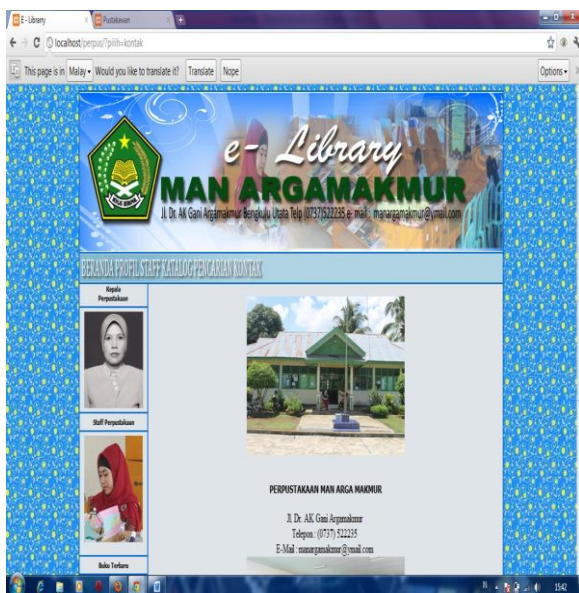 E - Library
Pustakawan
localhost/perpus/?pilih=kontak
This page is in Malay Would you like to translate it? Translate Nope Options
e- Library
MAN ARGAMAKMUR
Jl. Dr. AK Gani Argamakmur Bengkulu Utata Telp (0737)522235 e- mail : manargamakmur@ymail.com
BERANDA PROFIL STAFF KATALOG PENCARIAN KONTAK
Kepala
Perpustakaan
Staff Perpustakaan
Buku Terbaru
PERPUSTAKAAN MAN ARGA MAKMUR
Jl. Dr. AK Gani Argamakmur
Telepon : (0737) 522235
E-Mail : manargamakmur@ymail.com
IN
15:42